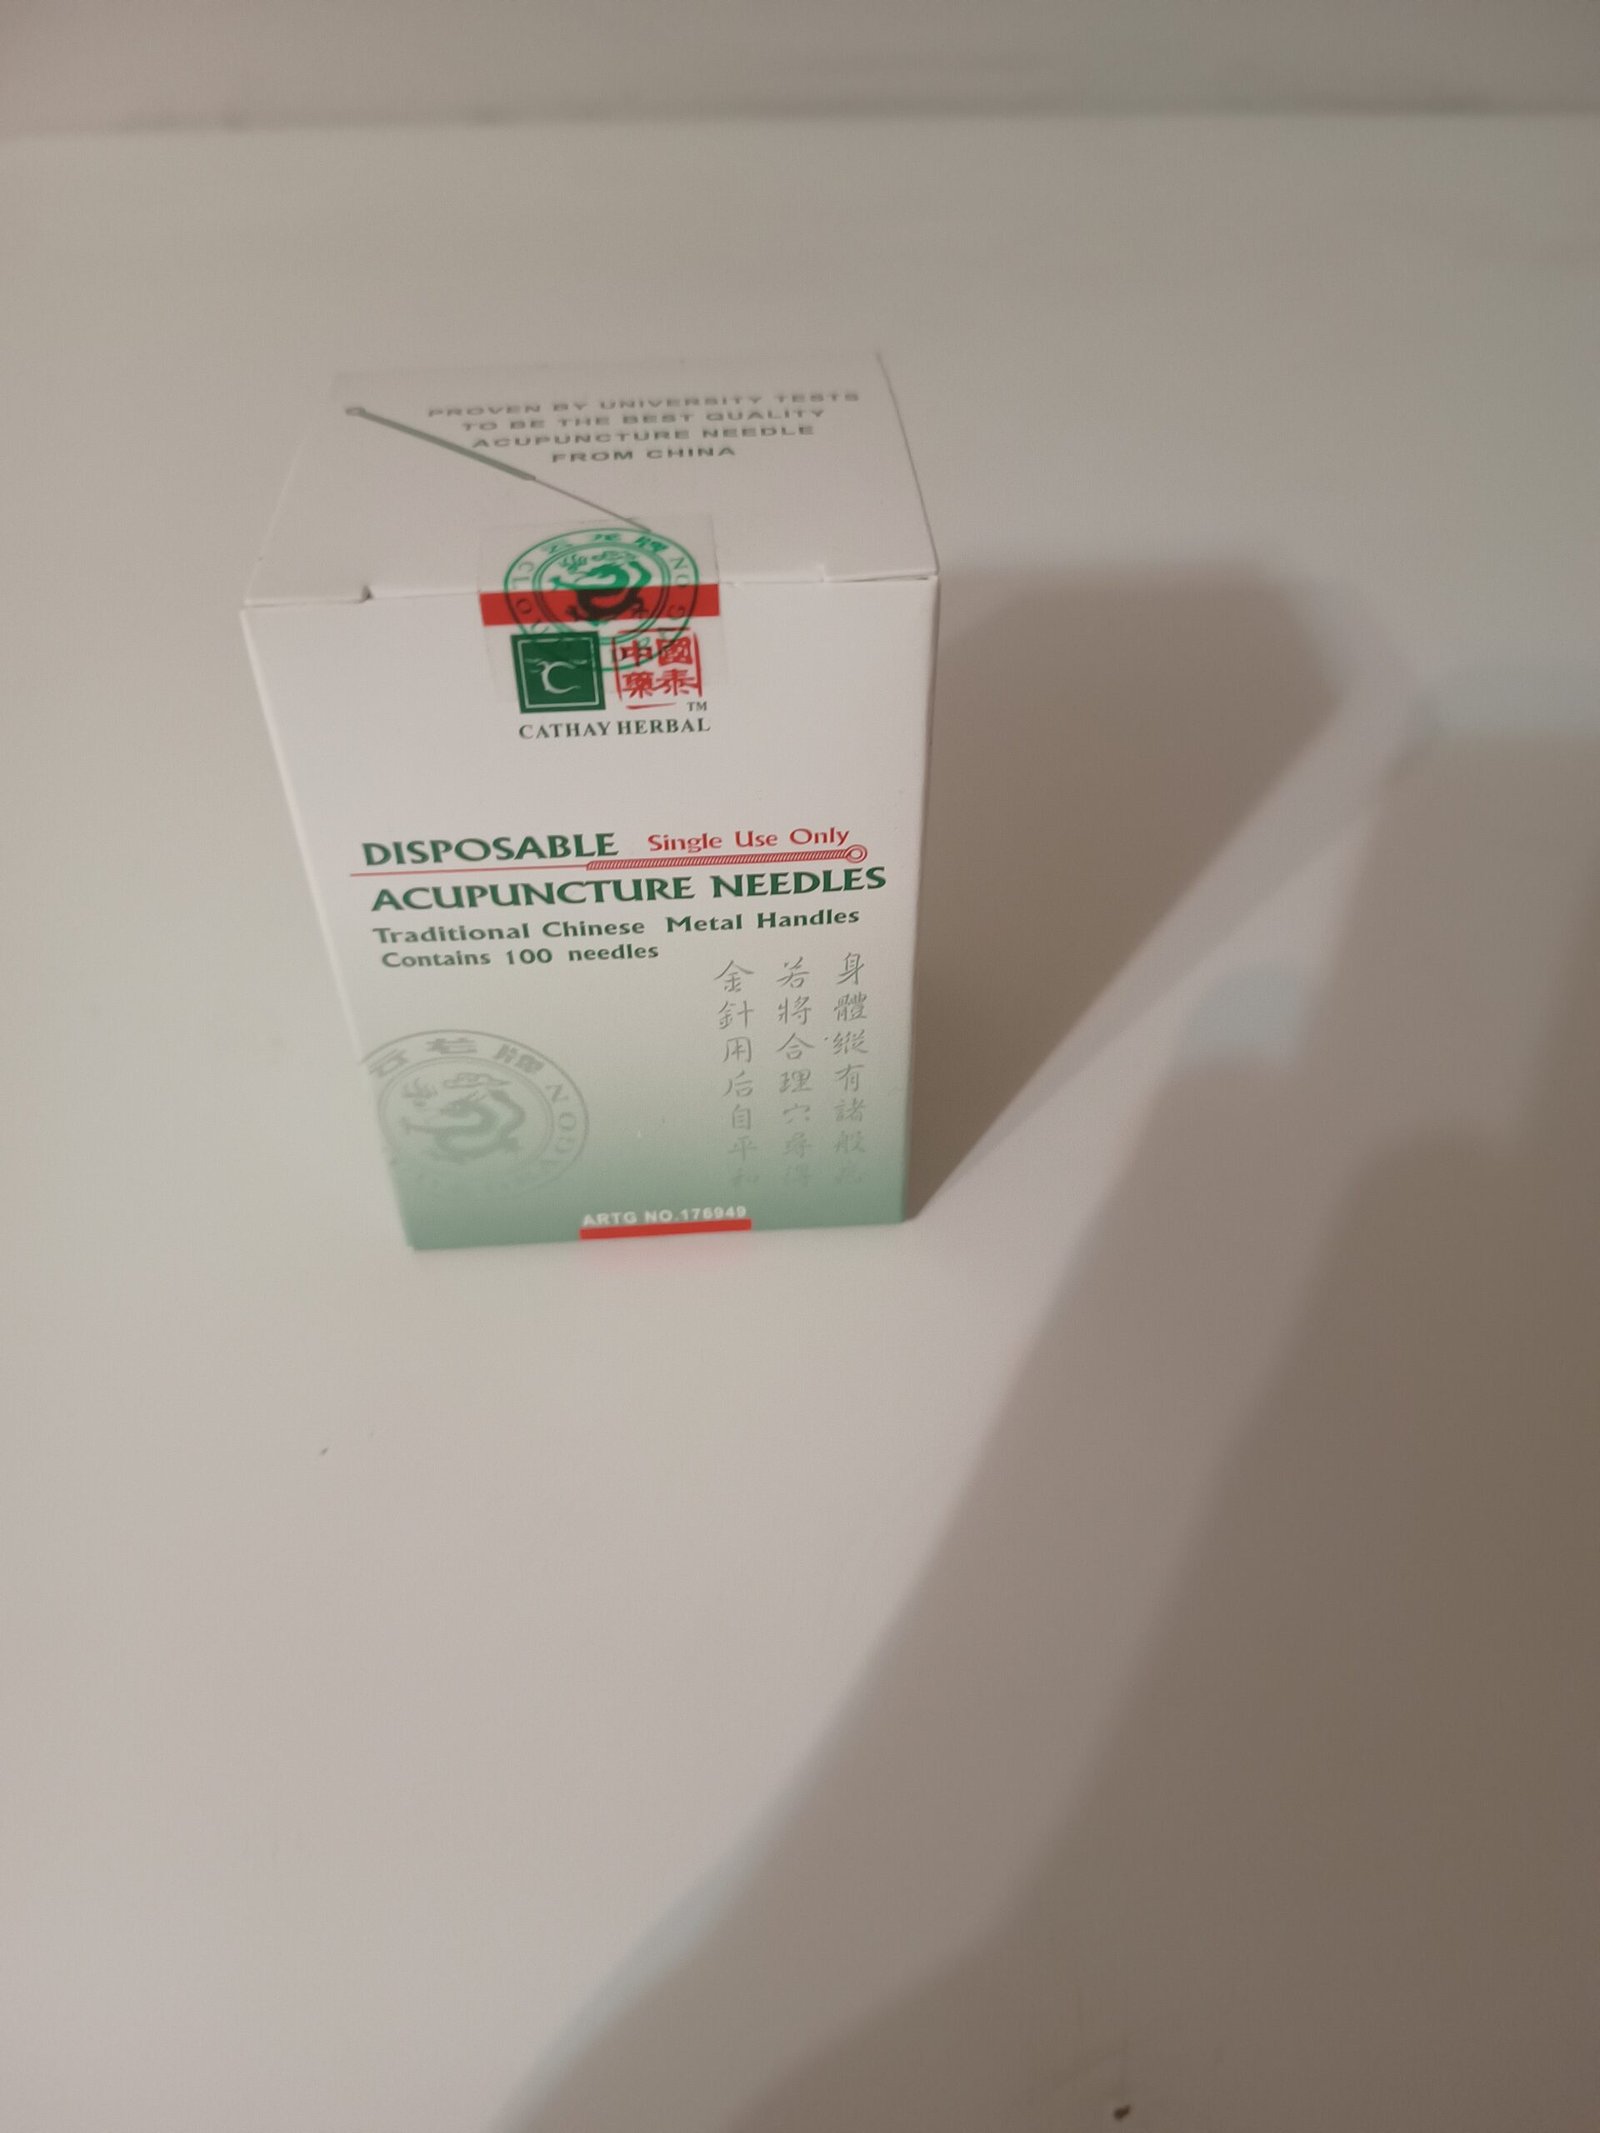 PROVEN BY UNIVERSITY TESTS
TO BE THE BEST QUALITY
ACUPUNCTURE NEEDLE
FROM CHINA
中國
藥泰
TM
CATHAY HERBAL
DISPOSABLE Single Use Only
ACUPUNCTURE NEEDLES
Traditional Chinese Metal Handles
Contains 100 needles
身體縱有諸般
若將合理穴尋得
金針用后自平和
ARTG NO.176949